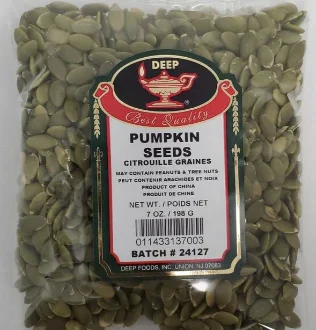 DEEP
®
Best Quality
PUMPKIN
SEEDS
CITROUILLE GRAINES
MAY CONTAIN PEANUTS & TREE NUTS
PEUT CONTENIR ARACHIDES ET NOIX
PRODUCT OF CHINA
PRODUIT DE CHINE
NET WT. / POIDS NET
7 OZ. / 198 G
011433137003
BATCH # 24127
DEEP FOODS, INC. UNION, NJ 07083